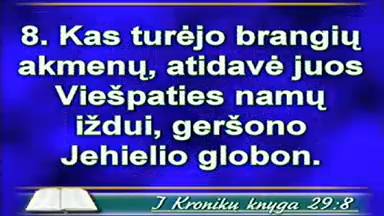 8. Kas turėjo brangių
akmenų, atidavė juos
Viešpaties namų
iždui, geršono
Jehielio globon.
I Kronikų knyga 29:8